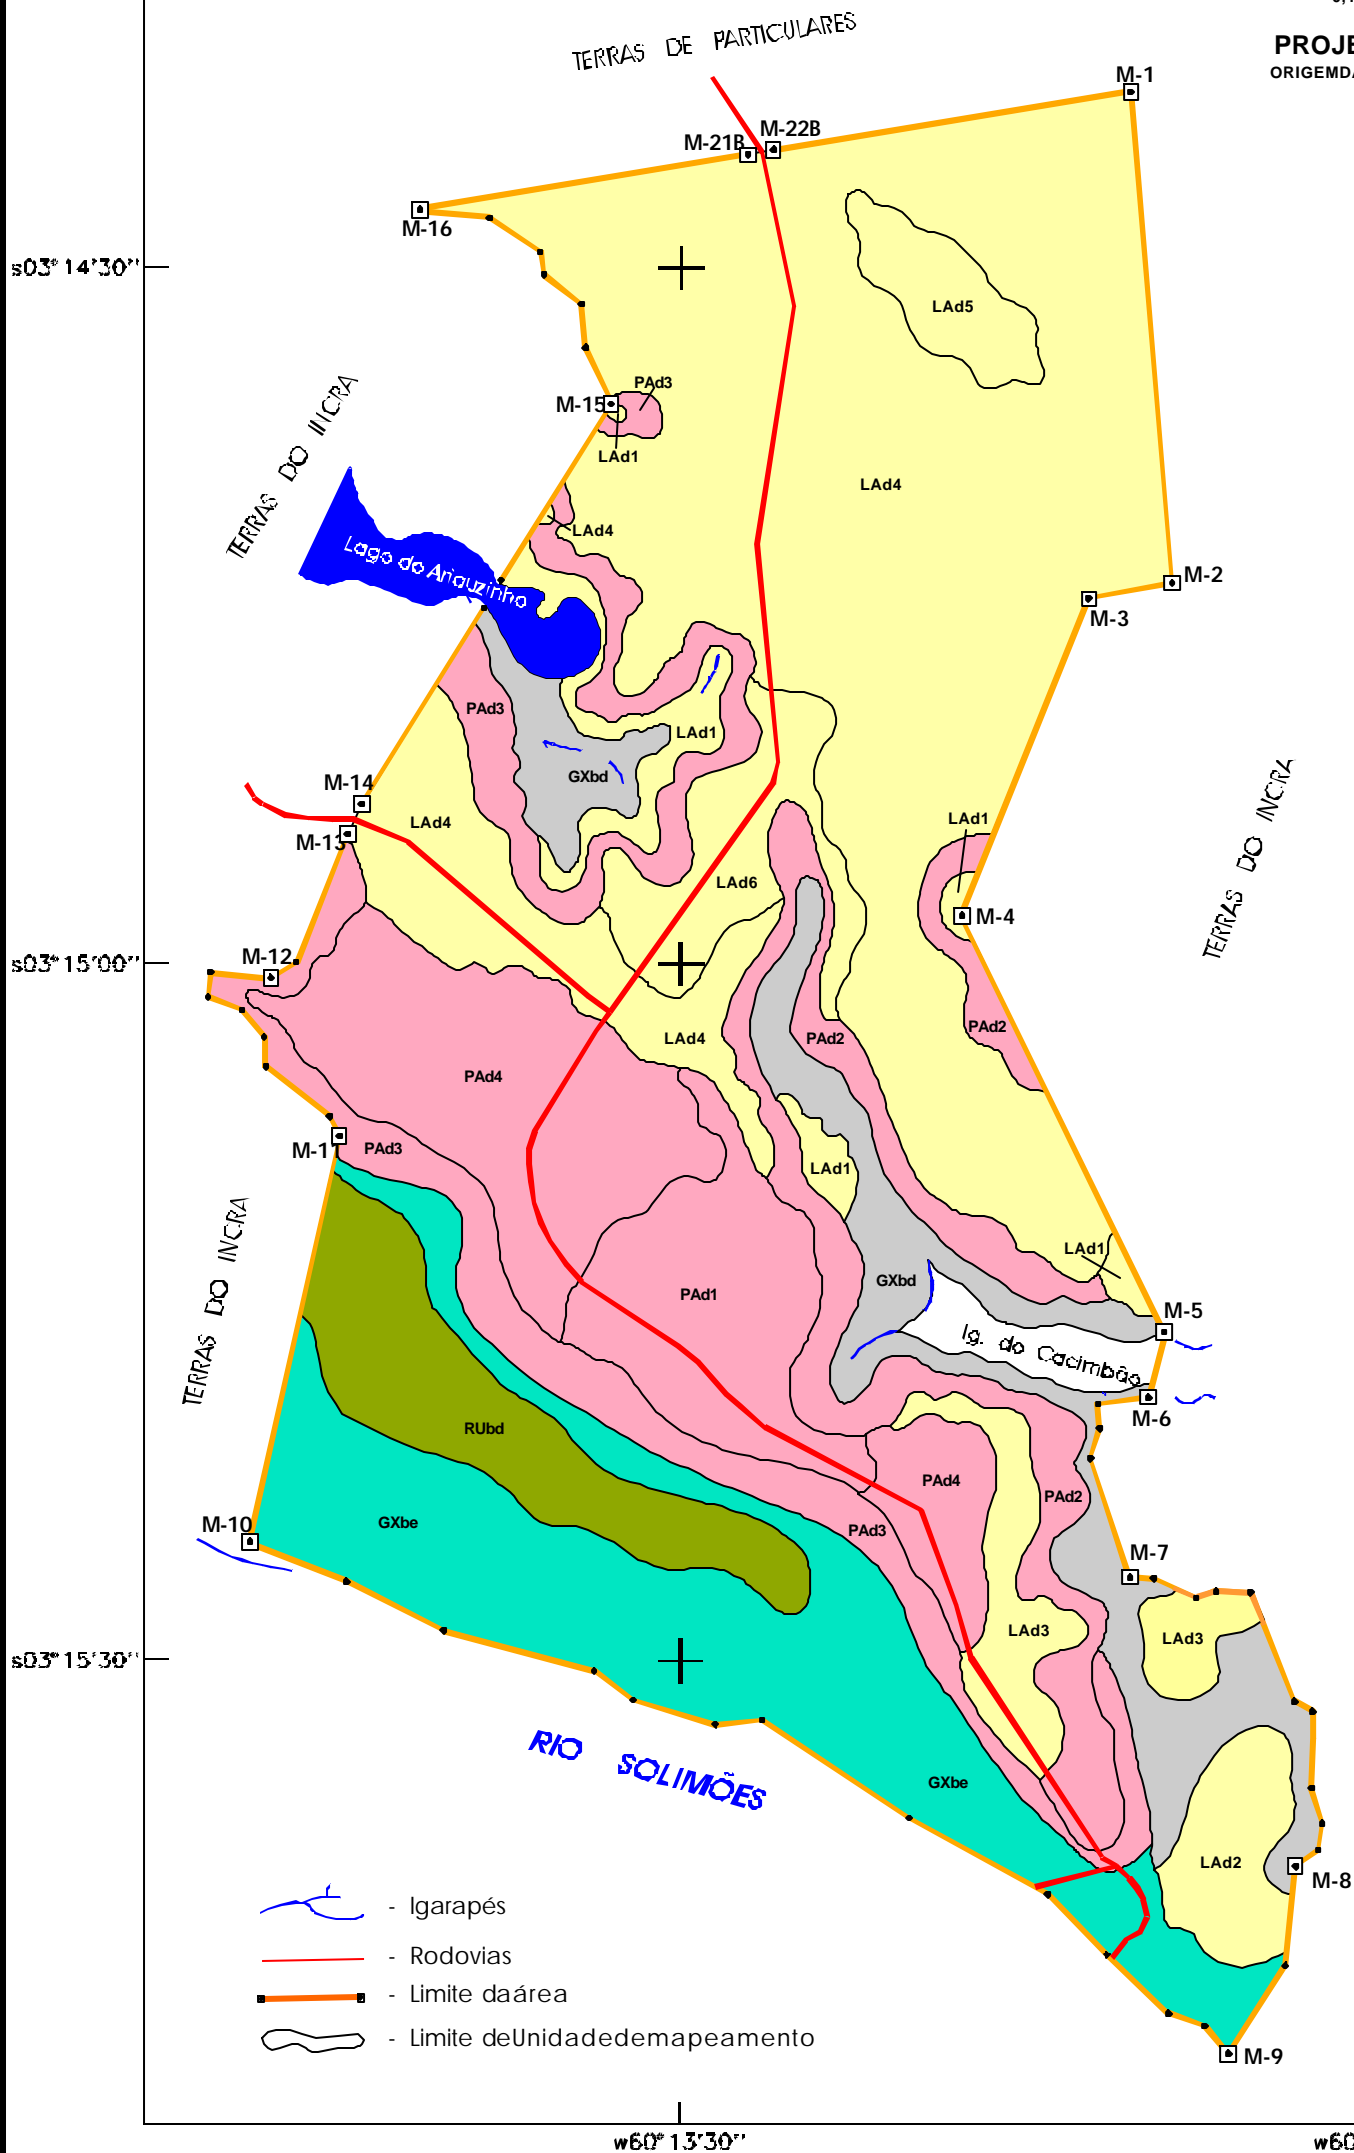 TERRAS DE PARTICULARES
PROJE
ORIGEMDA
M-1
M-22B
M-21B
M-16
s03°14'30"
LAd5
PAd3
M-15
LAd1
TERRAS DO INCRA
LAd4
LAd4
Lago do Ariauzinho
M-2
M-3
PAd3
LAd1
GXbd
M-14
LAd4
M-13
LAd1
TERRAS DO INCRA
LAd6
M-4
M-12
s03°15'00"
PAd2
LAd4
PAd2
PAd4
M-11
PAd3
LAd1
TERRAS DO INCRA
LAd1
GXbd
PAd1
M-5
Ig. do Cacimbão
M-6
RUbd
PAd4
PAd2
M-10
GXbe
PAd3
M-7
LAd3
LAd3
s03°15'30"
RIO SOLIMÕES
GXbe
LAd2
M-8
- Igarapés
- Rodovias
- Limite daárea
- Limite deUnidadedemapeamento
M-9
w60°13'30"
w60